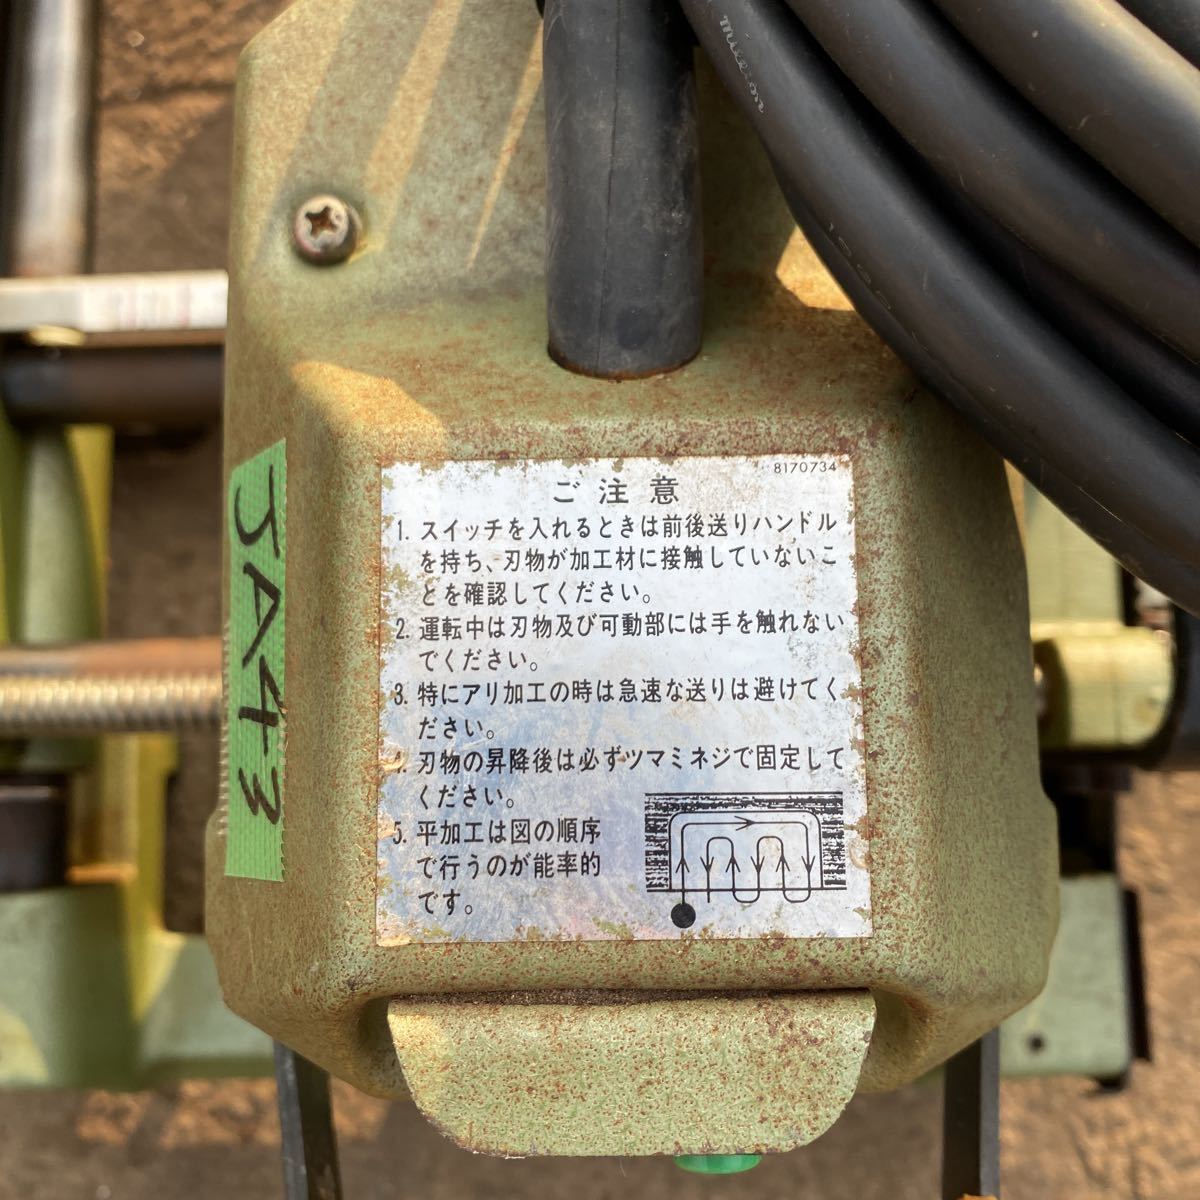 million
8170734
ご注意
1. スイッチを入れるときは前後送りハンドル
を持ち、刃物が加工材に接触していないこ
とを確認してください。
2. 運転中は刃物及び可動部には手を触れない
でください。
3. 特にアリ加工の時は急速な送りは避けてく
ださい。
4. 刃物の昇降後は必ずツマミネジで固定して
ください。
5. 平加工は図の順序
で行うのが能率的
です。
JA43